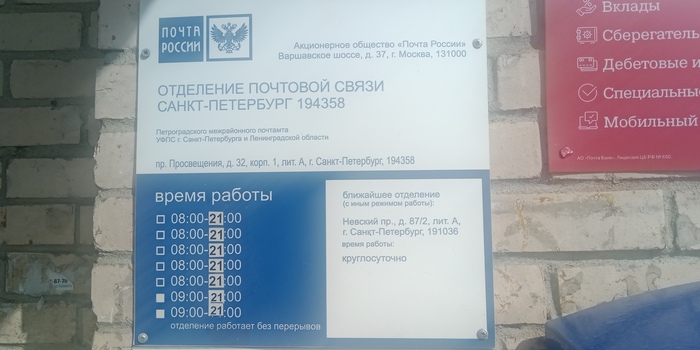 ПОЧТА
РОССИИ
Акционерное общество «Почта России»
Варшавское шоссе, д. 37, г. Москва, 131000
ОТДЕЛЕНИЕ ПОЧТОВОЙ СВЯЗИ
САНКТ-ПЕТЕРБУРГ 194358
Петроградского межрайонного почтамта
УФПС г. Санкт-Петербурга и Ленинградской области
пр. Просвещения, д. 32, корп. 1, лит. А, г. Санкт-Петербург, 194358
время работы
08:00-21:00
08:00-21:00
08:00-21:00
08:00-21:00
08:00-21:00
09:00-21:00
09:00-21:00
отделение работает без перерывов
ближайшее отделение
(с иным режимом работы):
Невский пр., д. 87/2, лит. А,
г. Санкт-Петербург, 191036
время работы:
круглосуточно
Вклады
Сберегатель
Дебетовые и
Специальные
Мобильный